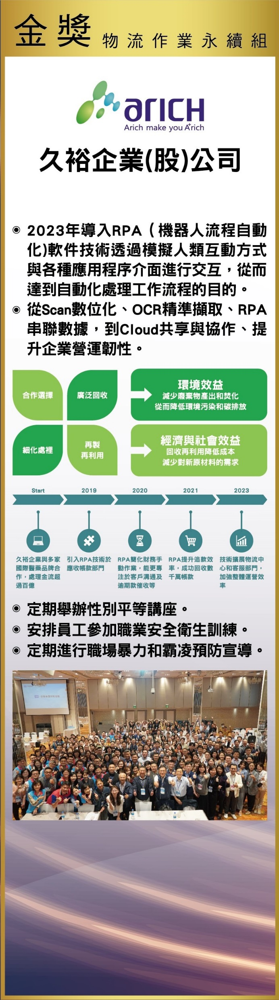 金獎 物流作業永續組
arICH
Arich make you A+rich
久裕企業(股)公司
◉ 2023年導入RPA（機器人流程自動
化)軟件技術透過模擬人類互動方式
與各種應用程序介面進行交互，從而
達到自動化處理工作流程的目的。
◉ 從Scan數位化、OCR精準擷取、RPA
串聯數據，到Cloud共享與協作、提
升企業營運韌性。
合作選擇
廣泛回收
環境效益
減少廢棄物產出和焚化
從而降低環境污染和碳排放
細化處裡
再製
再利用
經濟與社會效益
回收再利用降低成本
減少對新原材料的需求
Start
2019
2020
2021
2023
久裕企業與多家
國際醫藥品牌合
作，處理金流超
過百億
引入RPA技術於
應收帳款部門
RPA簡化財務手
動作業，能更專
注於客戶溝通及
逾期款催收等
RPA提升追款效
率，成功回收數
千萬帳款
技術擴展物流中
心和客服部門，
加強整體運營效
率
◉ 定期舉辦性別平等講座。
◉ 安排員工參加職業安全衛生訓練。
◉ 定期進行職場暴力和霸凌預防宣導。